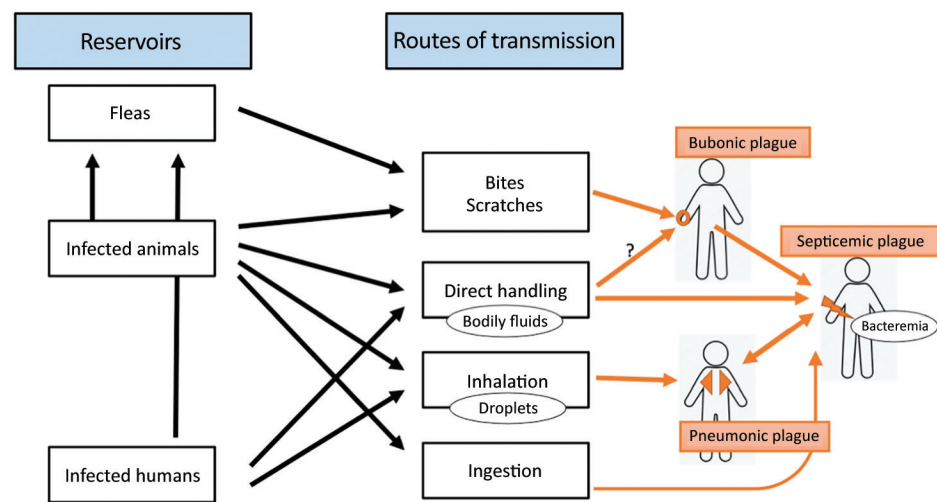 Reservoirs
Routes of transmission
Fleas
Infected animals
Infected humans
Bites
Scratches
Direct handling
Bodily fluids
Inhalation
Droplets
Ingestion
?
Bubonic plague
Septicemic plague
Bacteremia
Pneumonic plague